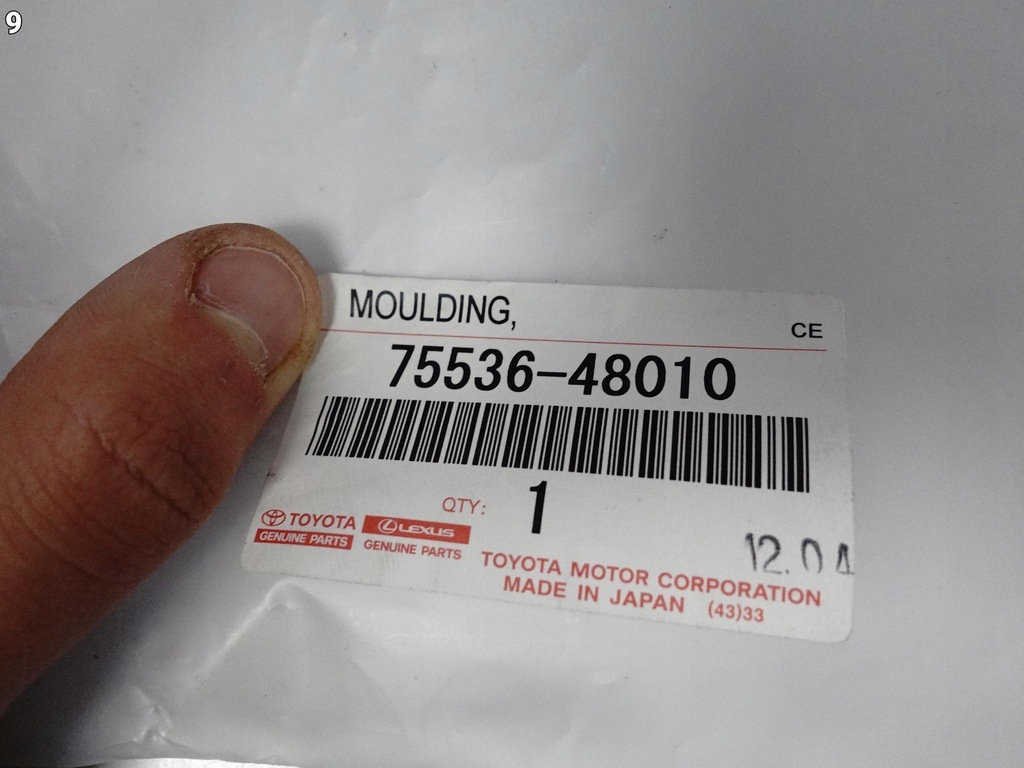 9
MOULDING,
CE
75536-48010
QTY: 1
TOYOTA
GENUINE PARTS
LEXUS
GENUINE PARTS
12.04
TOYOTA MOTOR CORPORATION
MADE IN JAPAN (43)33